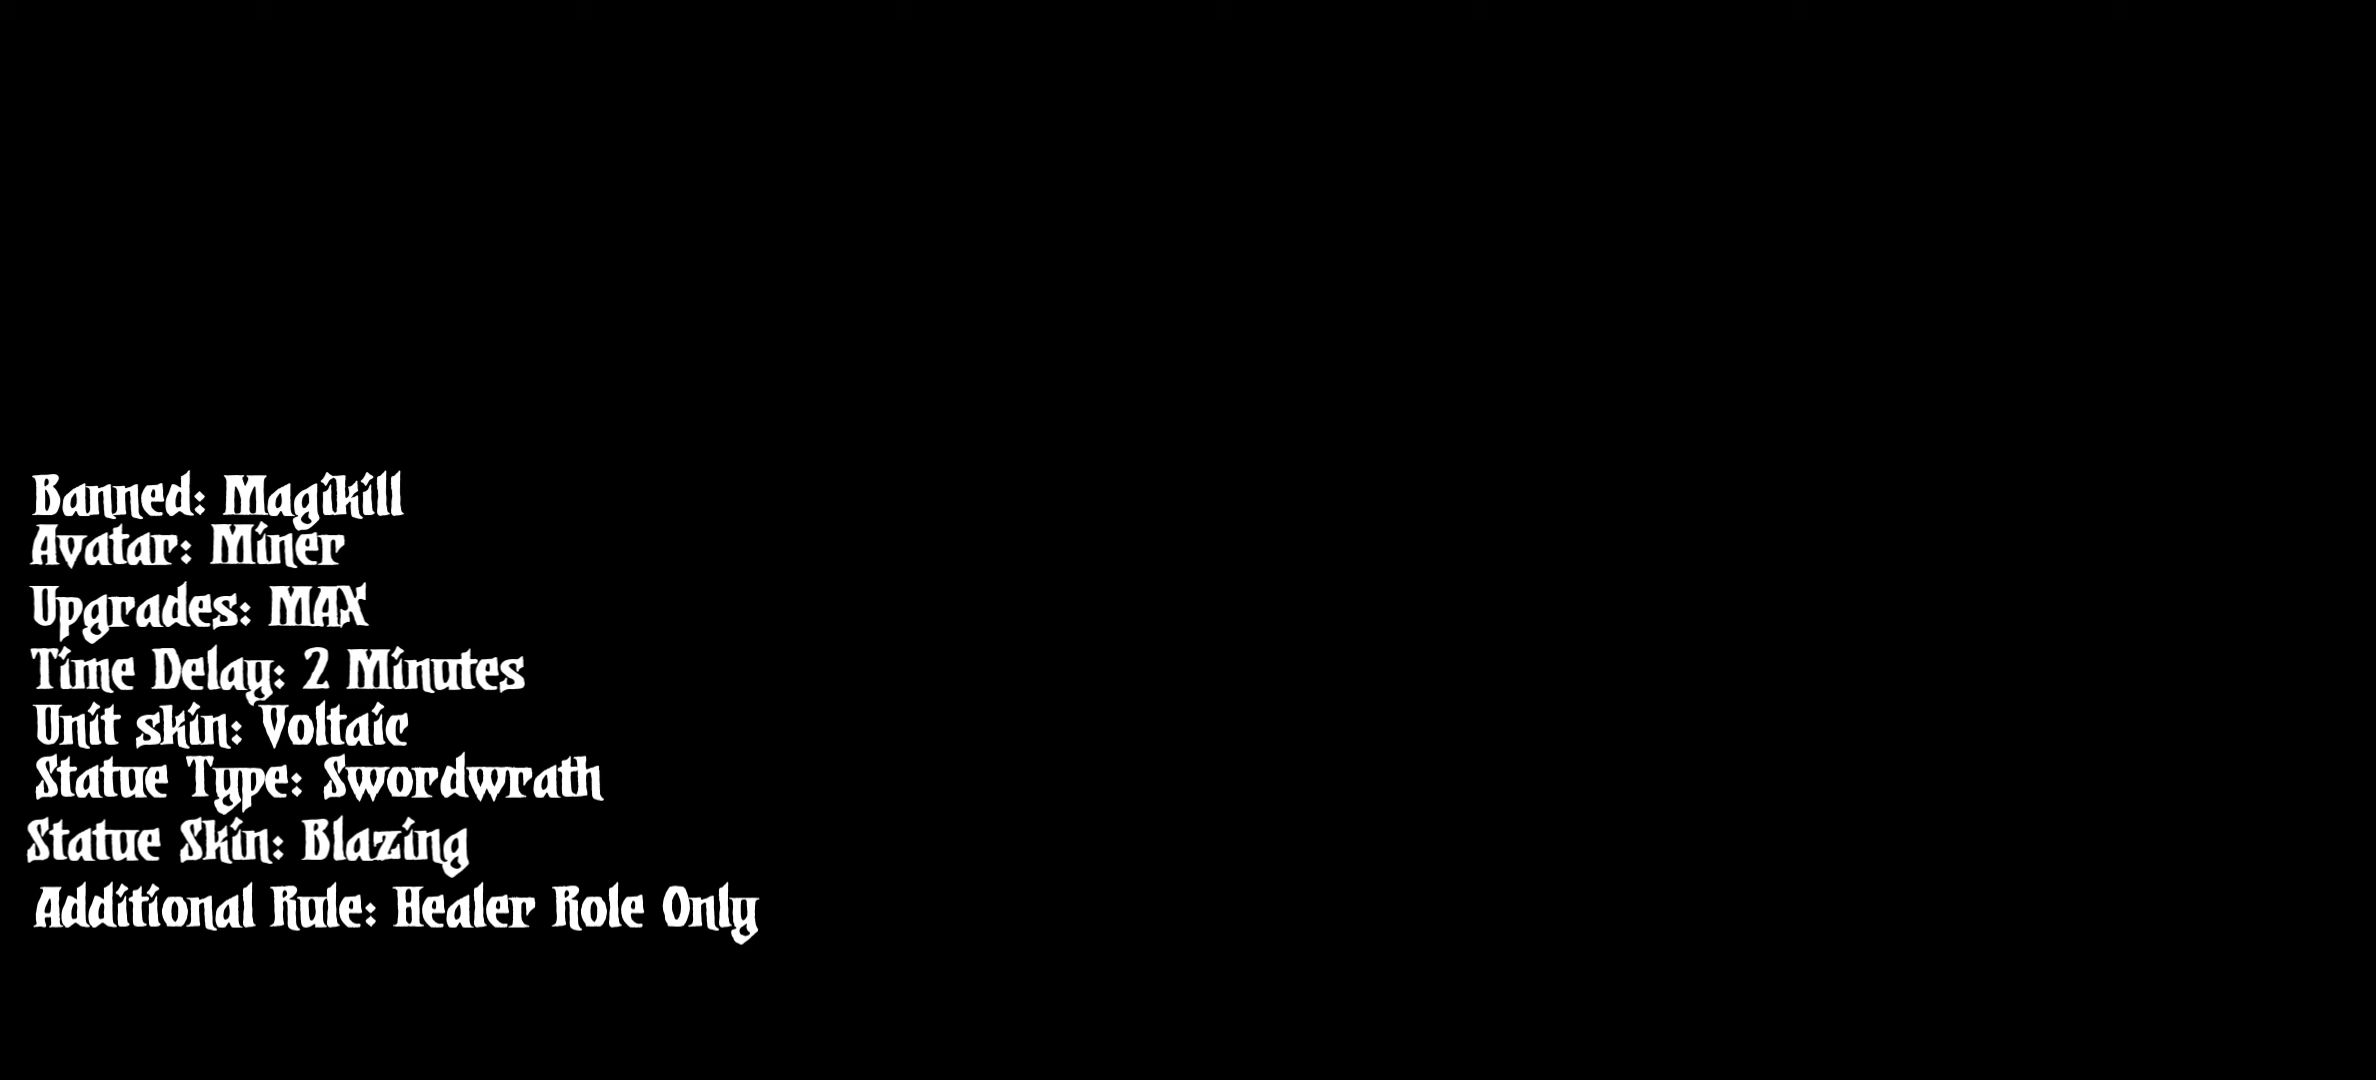 Banned: Magikill
Avatar: Miner
Upgrades: MAX
Time Delay: 2 Minutes
Unit skin: Voltaic
Statue Type: Swordwrath
Statue Skin: Blazing
Additional Rule: Healer Role Only